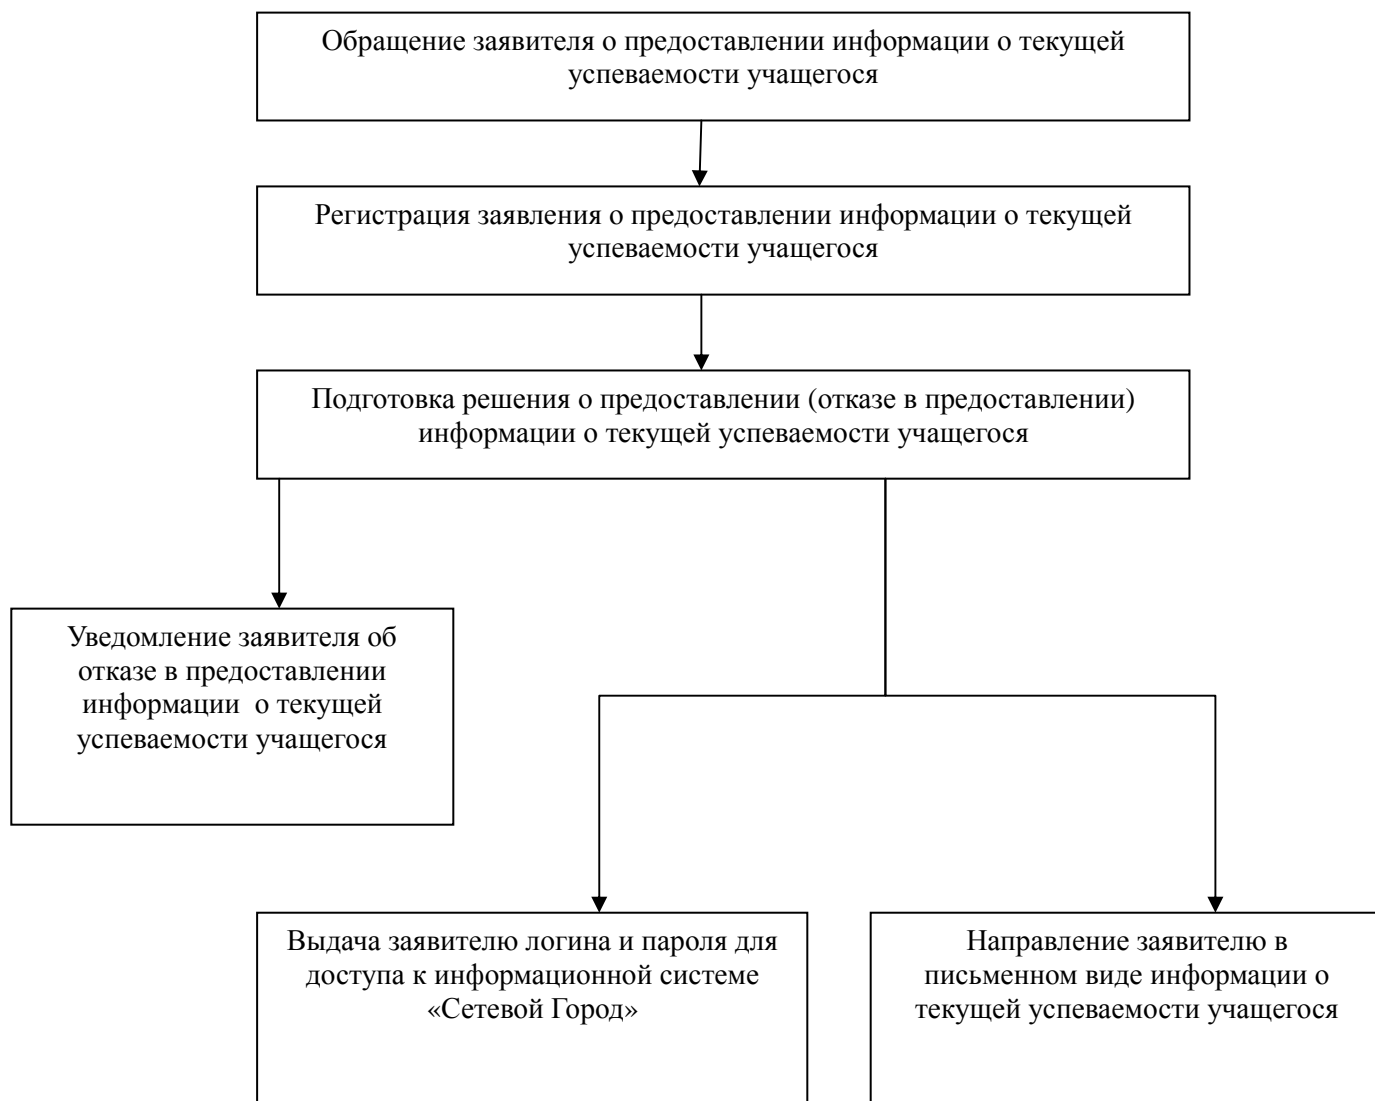 Обращение заявителя о предоставлении информации о текущей
успеваемости учащегося
Регистрация заявления о предоставлении информации о текущей
успеваемости учащегося
Подготовка решения о предоставлении (отказе в предоставлении)
информации о текущей успеваемости учащегося
Уведомление заявителя об
отказе в предоставлении
информации  о текущей
успеваемости учащегося
Выдача заявителю логина и пароля для
доступа к информационной системе
«Сетевой Город»
Направление заявителю в
письменном виде информации о
текущей успеваемости учащегося